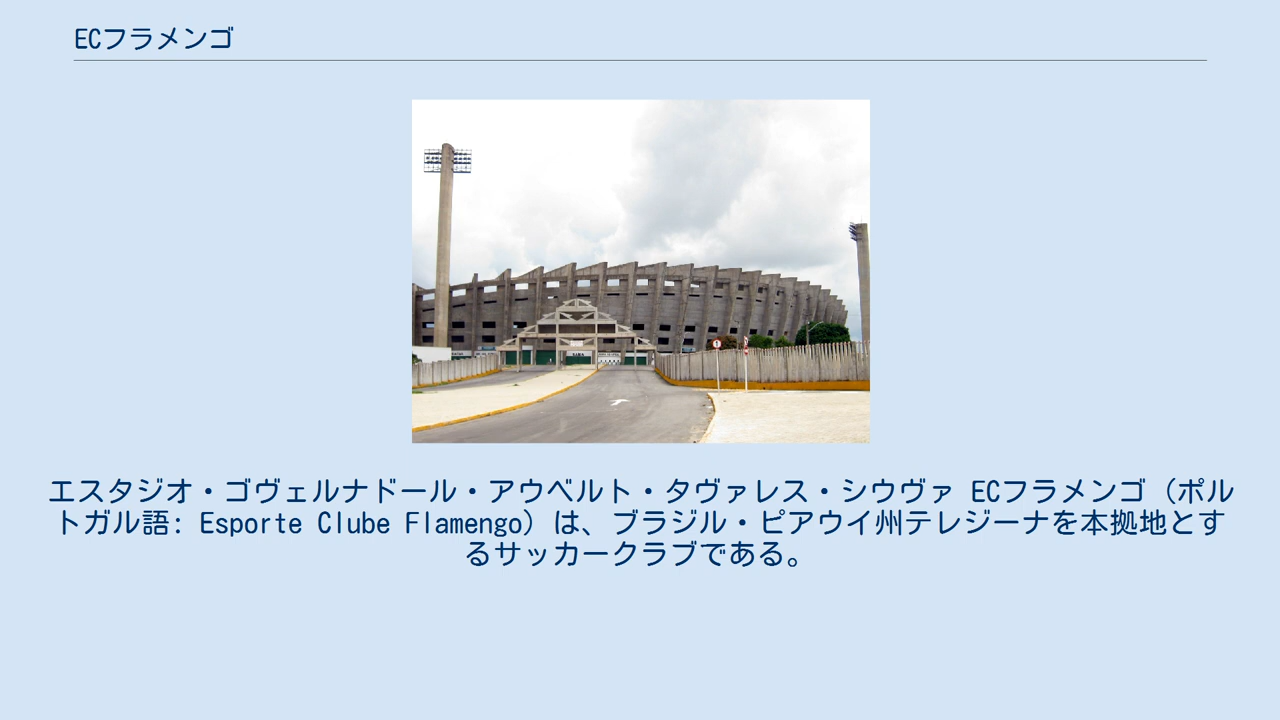 ECフラメンゴ
エスタジオ・ゴヴェルナドール・アウベルト・タヴァレス・シウヴァ ECフラメンゴ（ポル
トガル語: Esporte Clube Flamengo）は、ブラジル・ピアウイ州テレジーナを本拠地とす
るサッカークラブである。